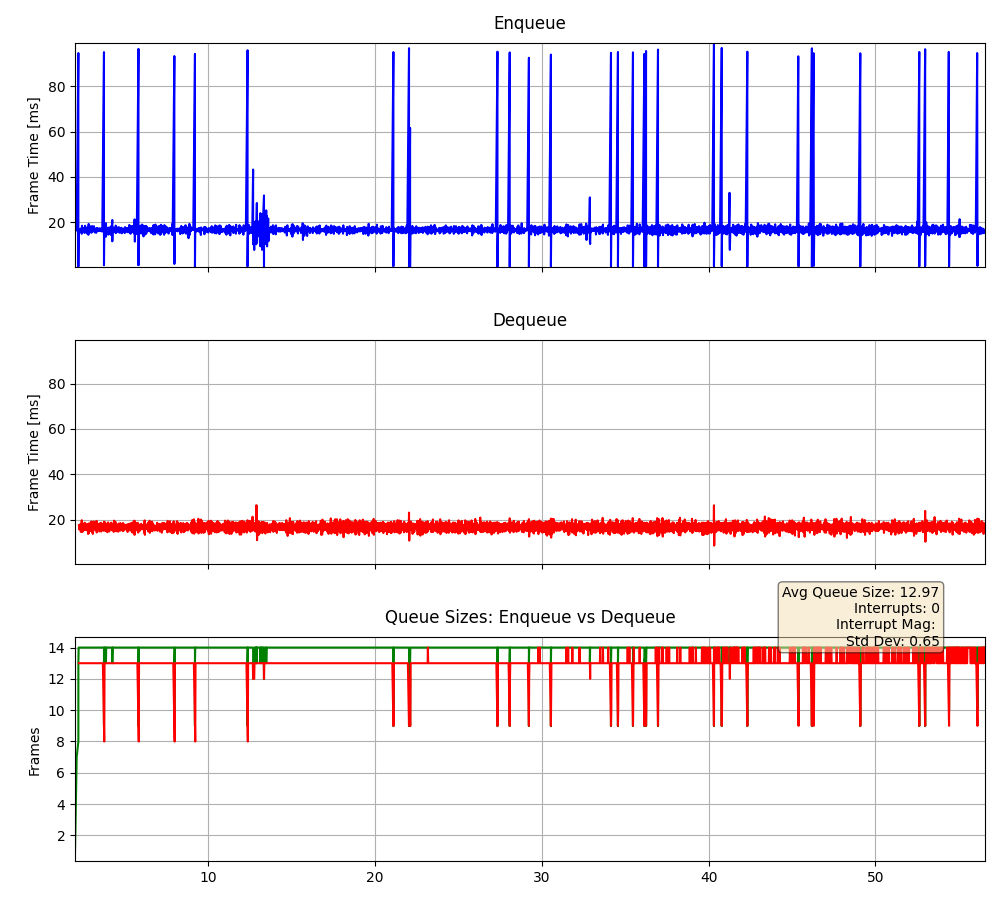 Enqueue
Frame Time [ms]
80
60
40
20
Dequeue
Frame Time [ms]
80
60
40
20
Queue Sizes: Enqueue vs Dequeue
Avg Queue Size: 12.97
Interrupts: 0
Interrupt Mag:
Std Dev: 0.65
Frames
14
12
10
8
6
4
2
10
20
30
40
50